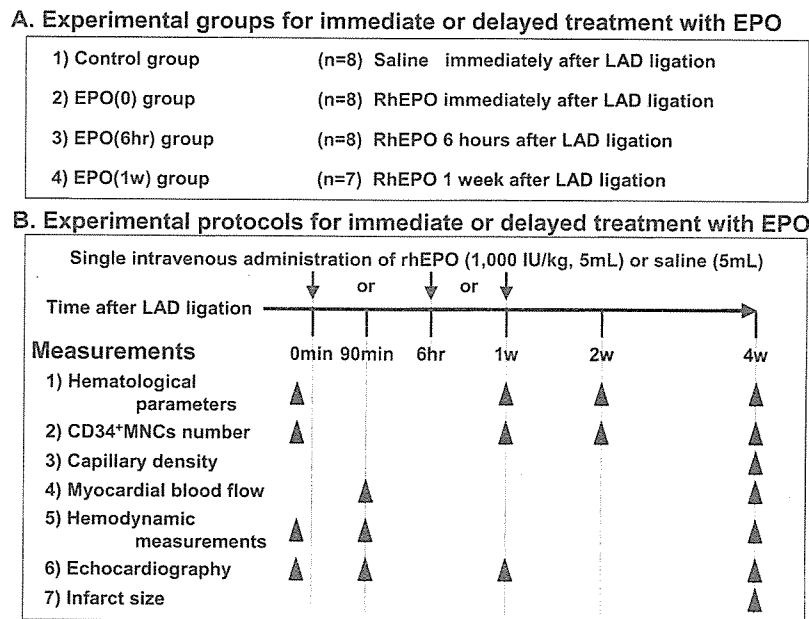 A. Experimental groups for immediate or delayed treatment with EPO
1) Control group (n=8) Saline immediately after LAD ligation
2) EPO(0) group (n=8) RhEPO immediately after LAD ligation
3) EPO(6hr) group (n=8) RhEPO 6 hours after LAD ligation
4) EPO(1w) group (n=7) RhEPO 1 week after LAD ligation
B. Experimental protocols for immediate or delayed treatment with EPO
Single intravenous administration of rhEPO (1,000 IU/kg, 5mL) or saline (5mL)
or or
Time after LAD ligation
Measurements 0min 90min 6hr 1w 2w 4w
1) Hematological
parameters
2) CD34⁺MNCs number
3) Capillary density
4) Myocardial blood flow
5) Hemodynamic
measurements
6) Echocardiography
7) Infarct size